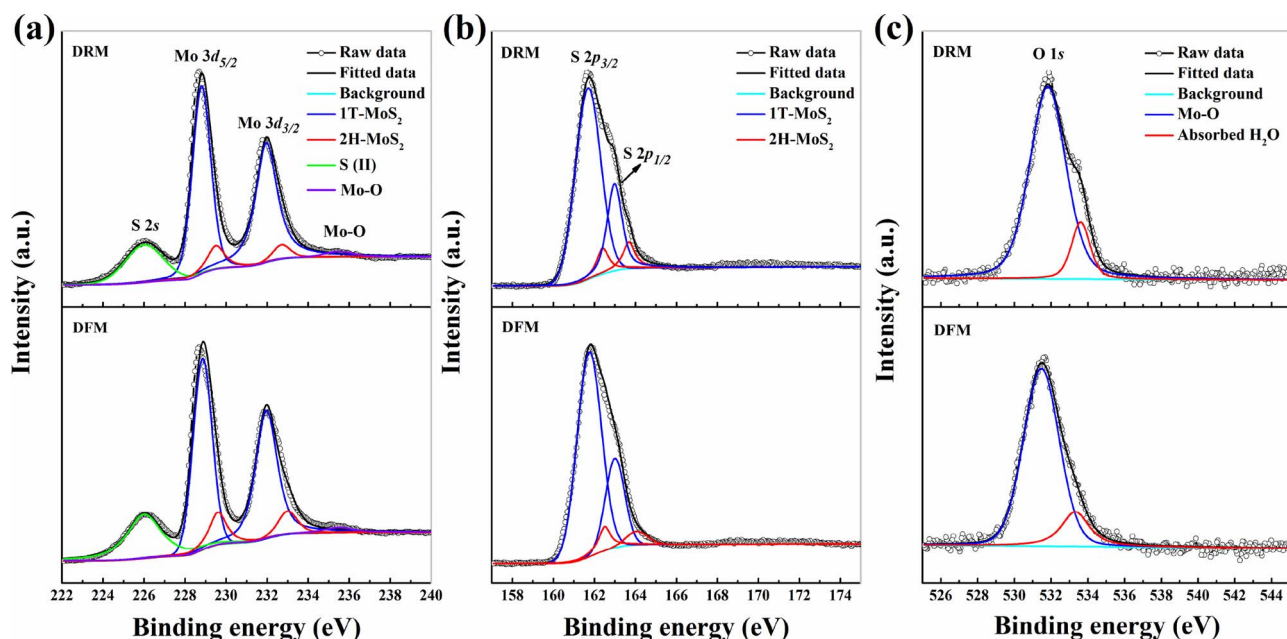 (a)
DRM
Mo 3d5/2
Mo 3d3/2
S 2s
Mo-O
Raw data
Fitted data
Background
1T-MoS2
2H-MoS2
S (II)
Mo-O
DFM
Intensity (a.u.)
222 224 226 228 230 232 234 236 238 240
Binding energy (eV)
(b)
DRM
S 2p3/2
S 2p1/2
Raw data
Fitted data
Background
1T-MoS2
2H-MoS2
DFM
Intensity (a.u.)
158 160 162 164 166 168 170 172 174
Binding energy (eV)
(c)
DRM
O 1s
Raw data
Fitted data
Background
Mo-O
Absorbed H2O
DFM
Intensity (a.u.)
526 528 530 532 534 536 538 540 542 544
Binding energy (eV)